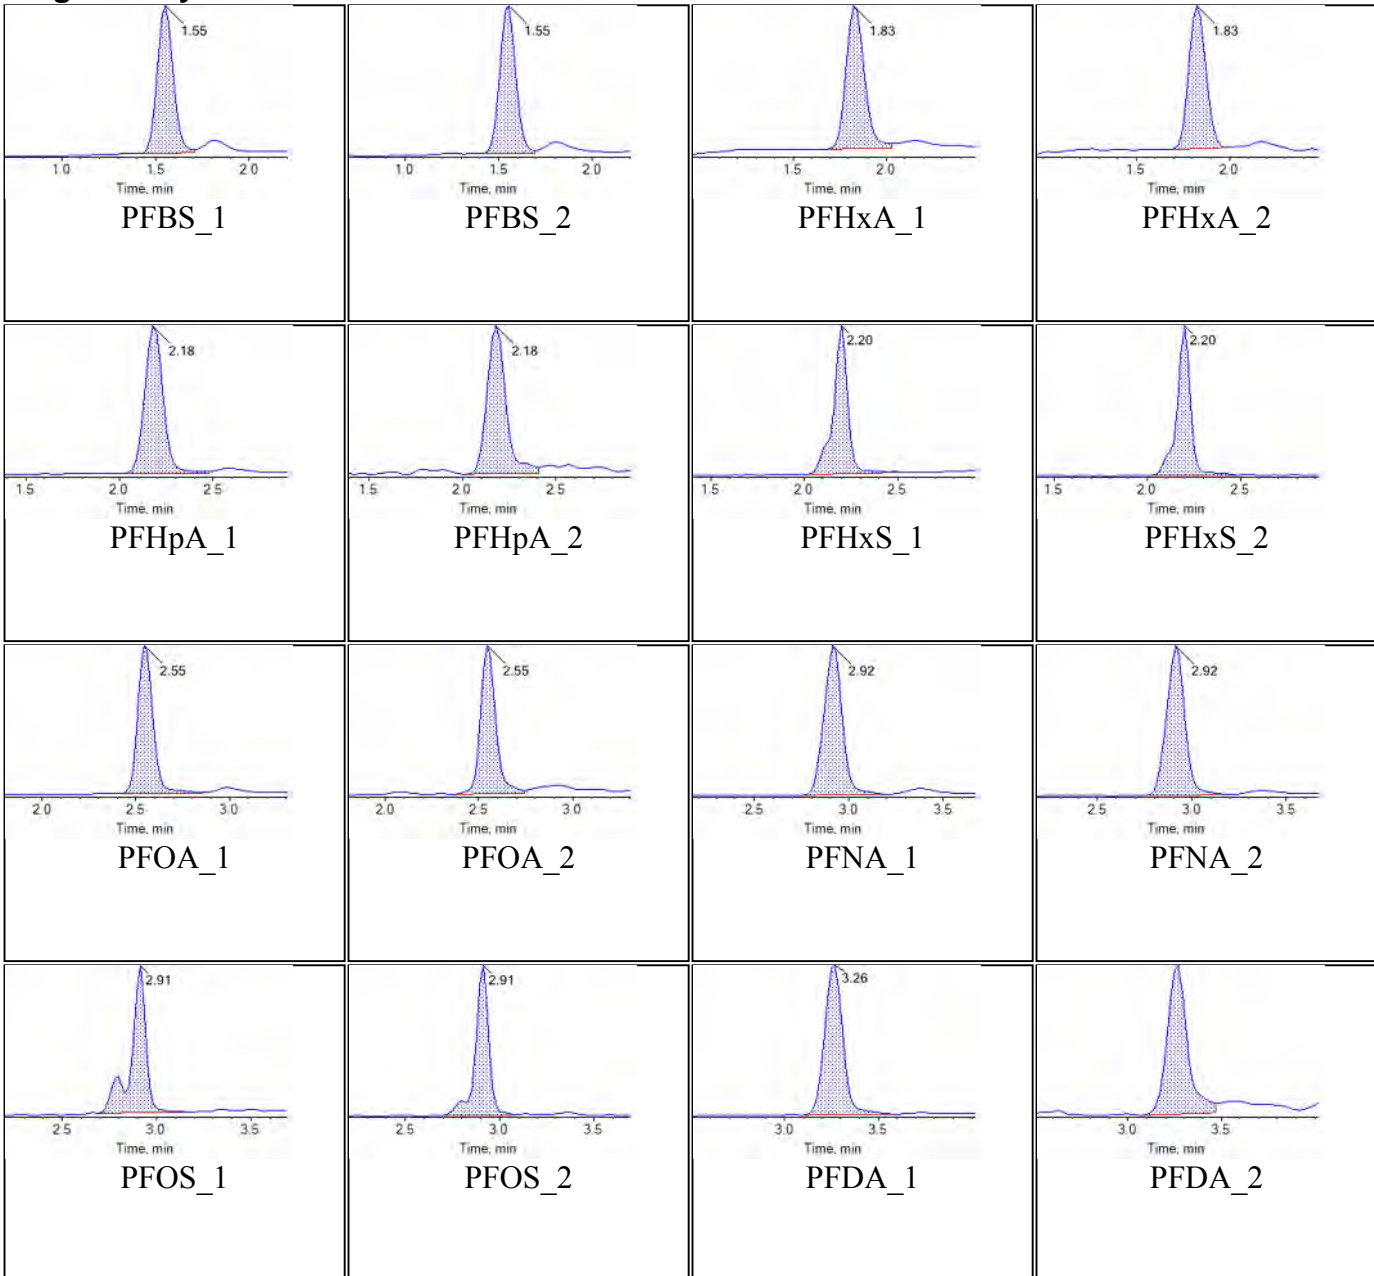 1.55 1.55 1.83 1.83
1.0 1.5 2.0 1.0 1.5 2.0 1.5 2.0 1.5 2.0
Time, min Time, min Time, min Time, min
PFBS_1 PFBS_2 PFHxA_1 PFHxA_2
2.18 2.18 2.20 2.20
1.5 2.0 2.5 1.5 2.0 2.5 1.5 2.0 2.5 1.5 2.0 2.5
Time, min Time, min Time, min Time, min
PFHpA_1 PFHpA_2 PFHxS_1 PFHxS_2
2.55 2.55 2.92 2.92
2.0 2.5 3.0 2.0 2.5 3.0 2.5 3.0 3.5 2.5 3.0 3.5
Time, min Time, min Time, min Time, min
PFOA_1 PFOA_2 PFNA_1 PFNA_2
2.91 2.91 3.26
2.5 3.0 3.5 2.5 3.0 3.5 3.0 3.5 3.0 3.5
Time, min Time, min Time, min Time, min
PFOS_1 PFOS_2 PFDA_1 PFDA_2